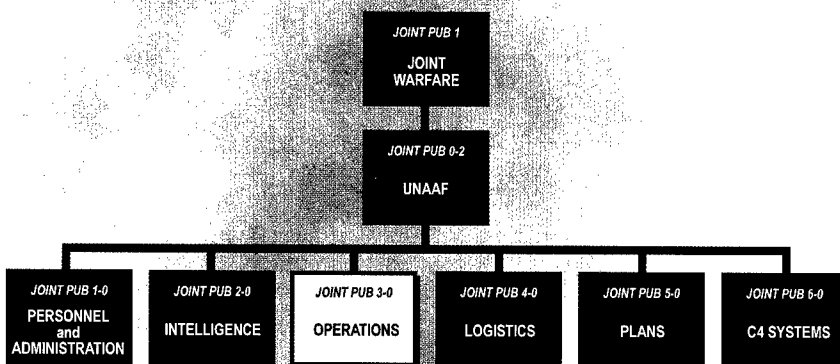 JOINT PUB 1
JOINT
WARFARE
JOINT PUB 0-2
UNAAF
JOINT PUB 1-0
PERSONNEL
and
ADMINISTRATION
JOINT PUB 2-0
INTELLIGENCE
JOINT PUB 3-0
OPERATIONS
JOINT PUB 4-0
LOGISTICS
JOINT PUB 5-0
PLANS
JOINT PUB 6-0
C4 SYSTEMS